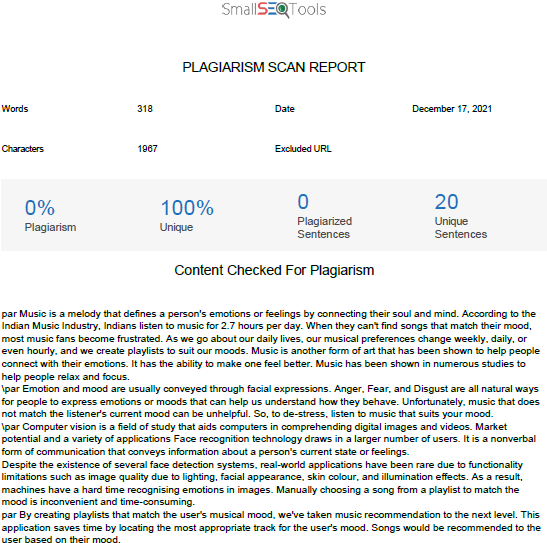 SmallSEOTools
PLAGIARISM SCAN REPORT
Words 318 Date December 17, 2021
Characters 1967 Excluded URL
0% 100% 0 20
Plagiarism Unique Plagiarized Sentences Unique Sentences
Content Checked For Plagiarism
par Music is a melody that defines a person's emotions or feelings by connecting their soul and mind. According to the
Indian Music Industry, Indians listen to music for 2.7 hours per day. When they can't find songs that match their mood,
most music fans become frustrated. As we go about our daily lives, our musical preferences change weekly, daily, or
even hourly, and we create playlists to suit our moods. Music is another form of art that has been shown to help people
connect with their emotions. It has the ability to make one feel better. Music has been shown in numerous studies to
help people relax and focus.
\par Emotion and mood are usually conveyed through facial expressions. Anger, Fear, and Disgust are all natural ways
for people to express emotions or moods that can help us understand how they behave. Unfortunately, music that does
not match the listener's current mood can be unhelpful. So, to de-stress, listen to music that suits your mood.
\par Computer vision is a field of study that aids computers in comprehending digital images and videos. Market
potential and a variety of applications Face recognition technology draws in a larger number of users. It is a nonverbal
form of communication that conveys information about a person's current state or feelings.
Despite the existence of several face detection systems, real-world applications have been rare due to functionality
limitations such as image quality due to lighting, facial appearance, skin colour, and illumination effects. As a result,
machines have a hard time recognising emotions in images. Manually choosing a song from a playlist to match the
mood is inconvenient and time-consuming.
par By creating playlists that match the user's musical mood, we've taken music recommendation to the next level. This
application saves time by locating the most appropriate track for the user's mood. Songs would be recommended to the
user based on their mood.